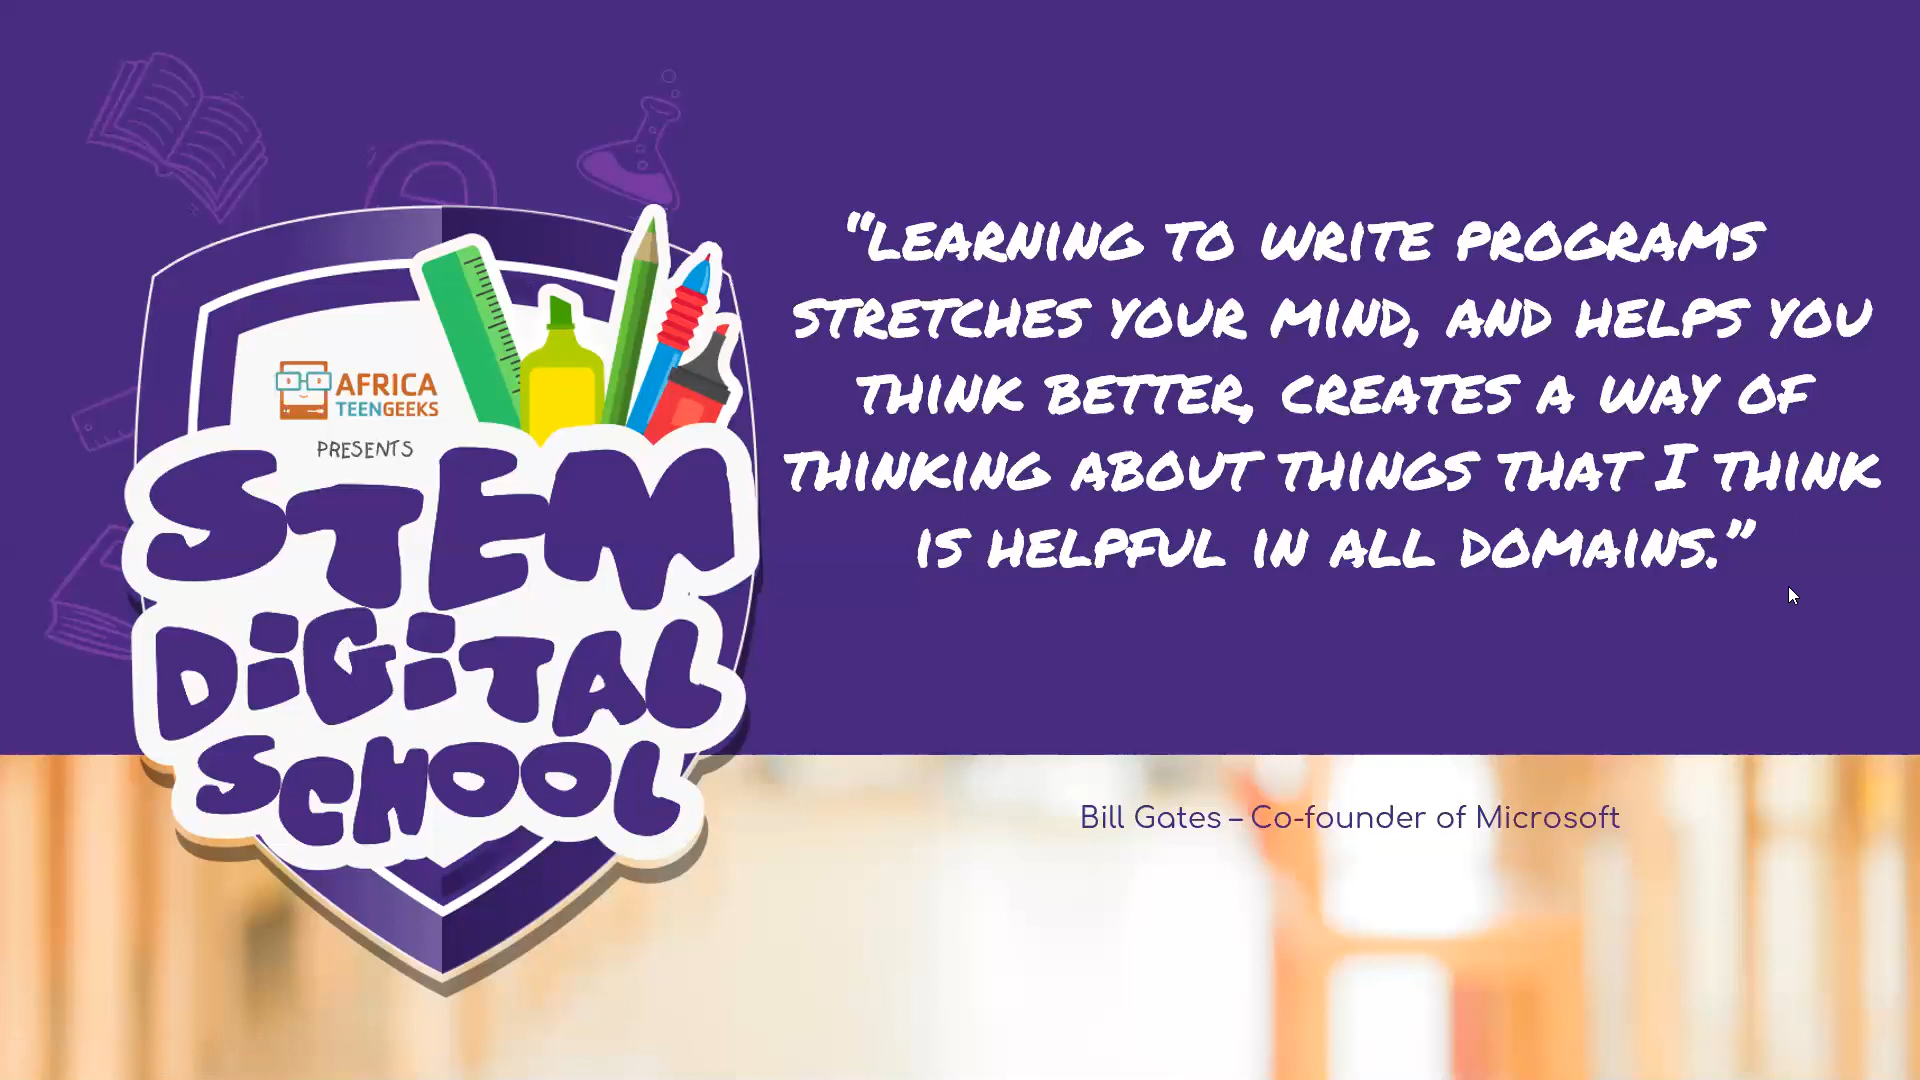 AFRICA
TEENGEEKS
PRESENTS
STEM
DiGiTAL
SCHOOL
“LEARNING TO WRITE PROGRAMS
STRETCHES YOUR MIND, AND HELPS YOU
THINK BETTER, CREATES A WAY OF
THINKING ABOUT THINGS THAT I THINK
IS HELPFUL IN ALL DOMAINS.”
Bill Gates – Co-founder of Microsoft